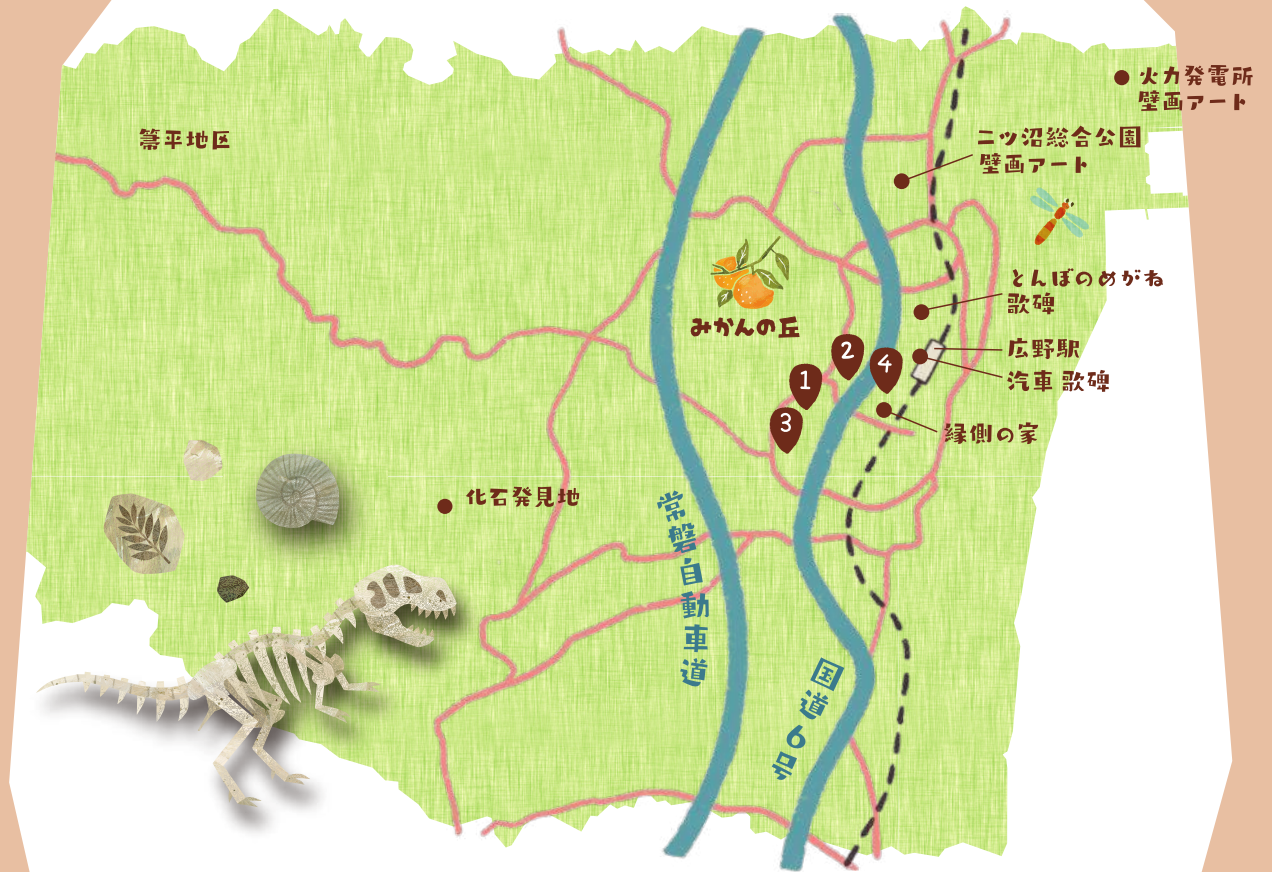 火力発電所
壁画アート
箒平地区
二ツ沼総合公園
壁画アート
とんぼのめがね
歌碑
みかんの丘
広野駅
汽車 歌碑
縁側の家
1
2
3
4
化石発見地
常磐自動車道
国道6号